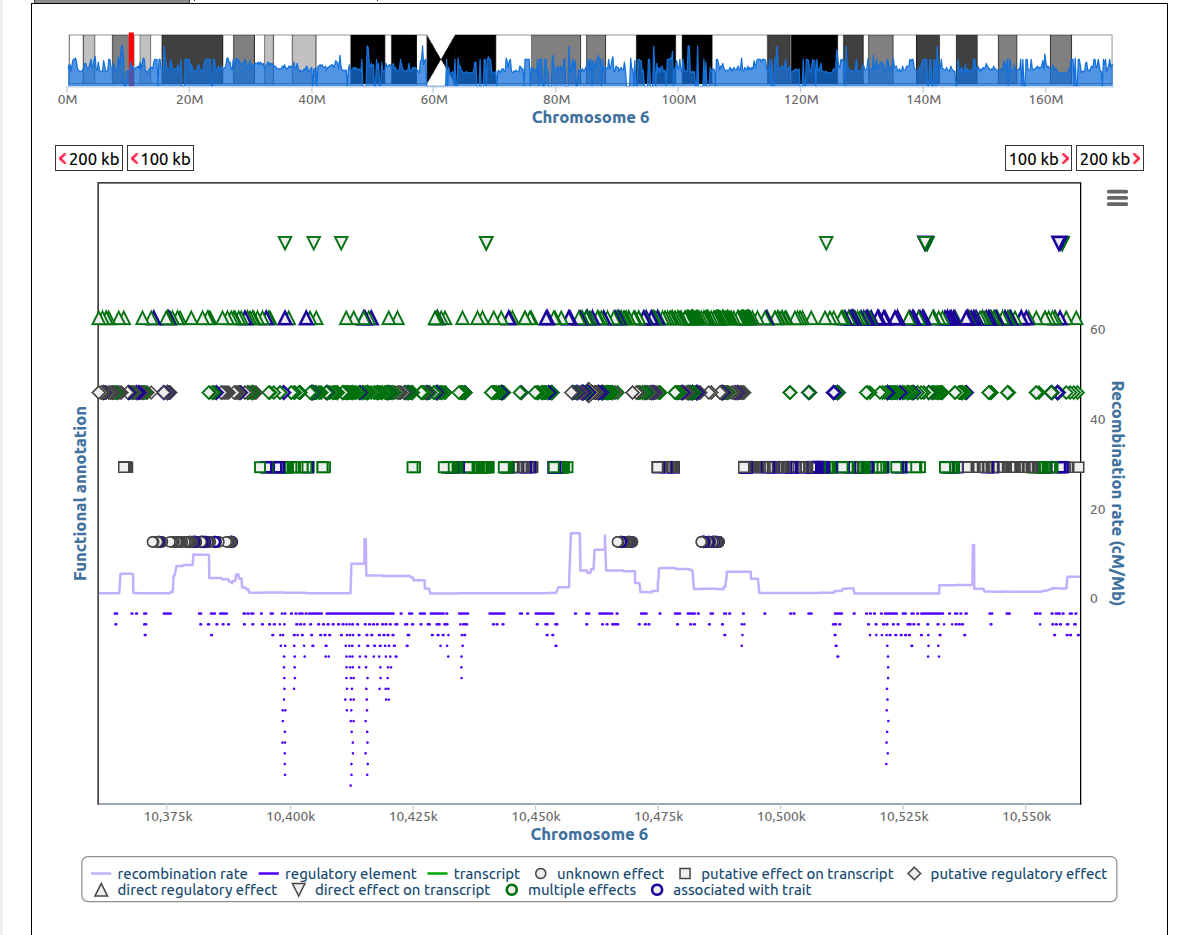 0M 20M 40M 60M 80M 100M 120M 140M 160M
Chromosome 6
<200 kb <100 kb 100 kb> 200 kb>
60
40
20
0
Functional annotation
Recombination rate (cM/Mb)
10,375k 10,400k 10,425k 10,450k 10,475k 10,500k 10,525k 10,550k
Chromosome 6
recombination rate regulatory element transcript unknown effect putative effect on transcript putative regulatory effect
direct regulatory effect direct effect on transcript multiple effects associated with trait